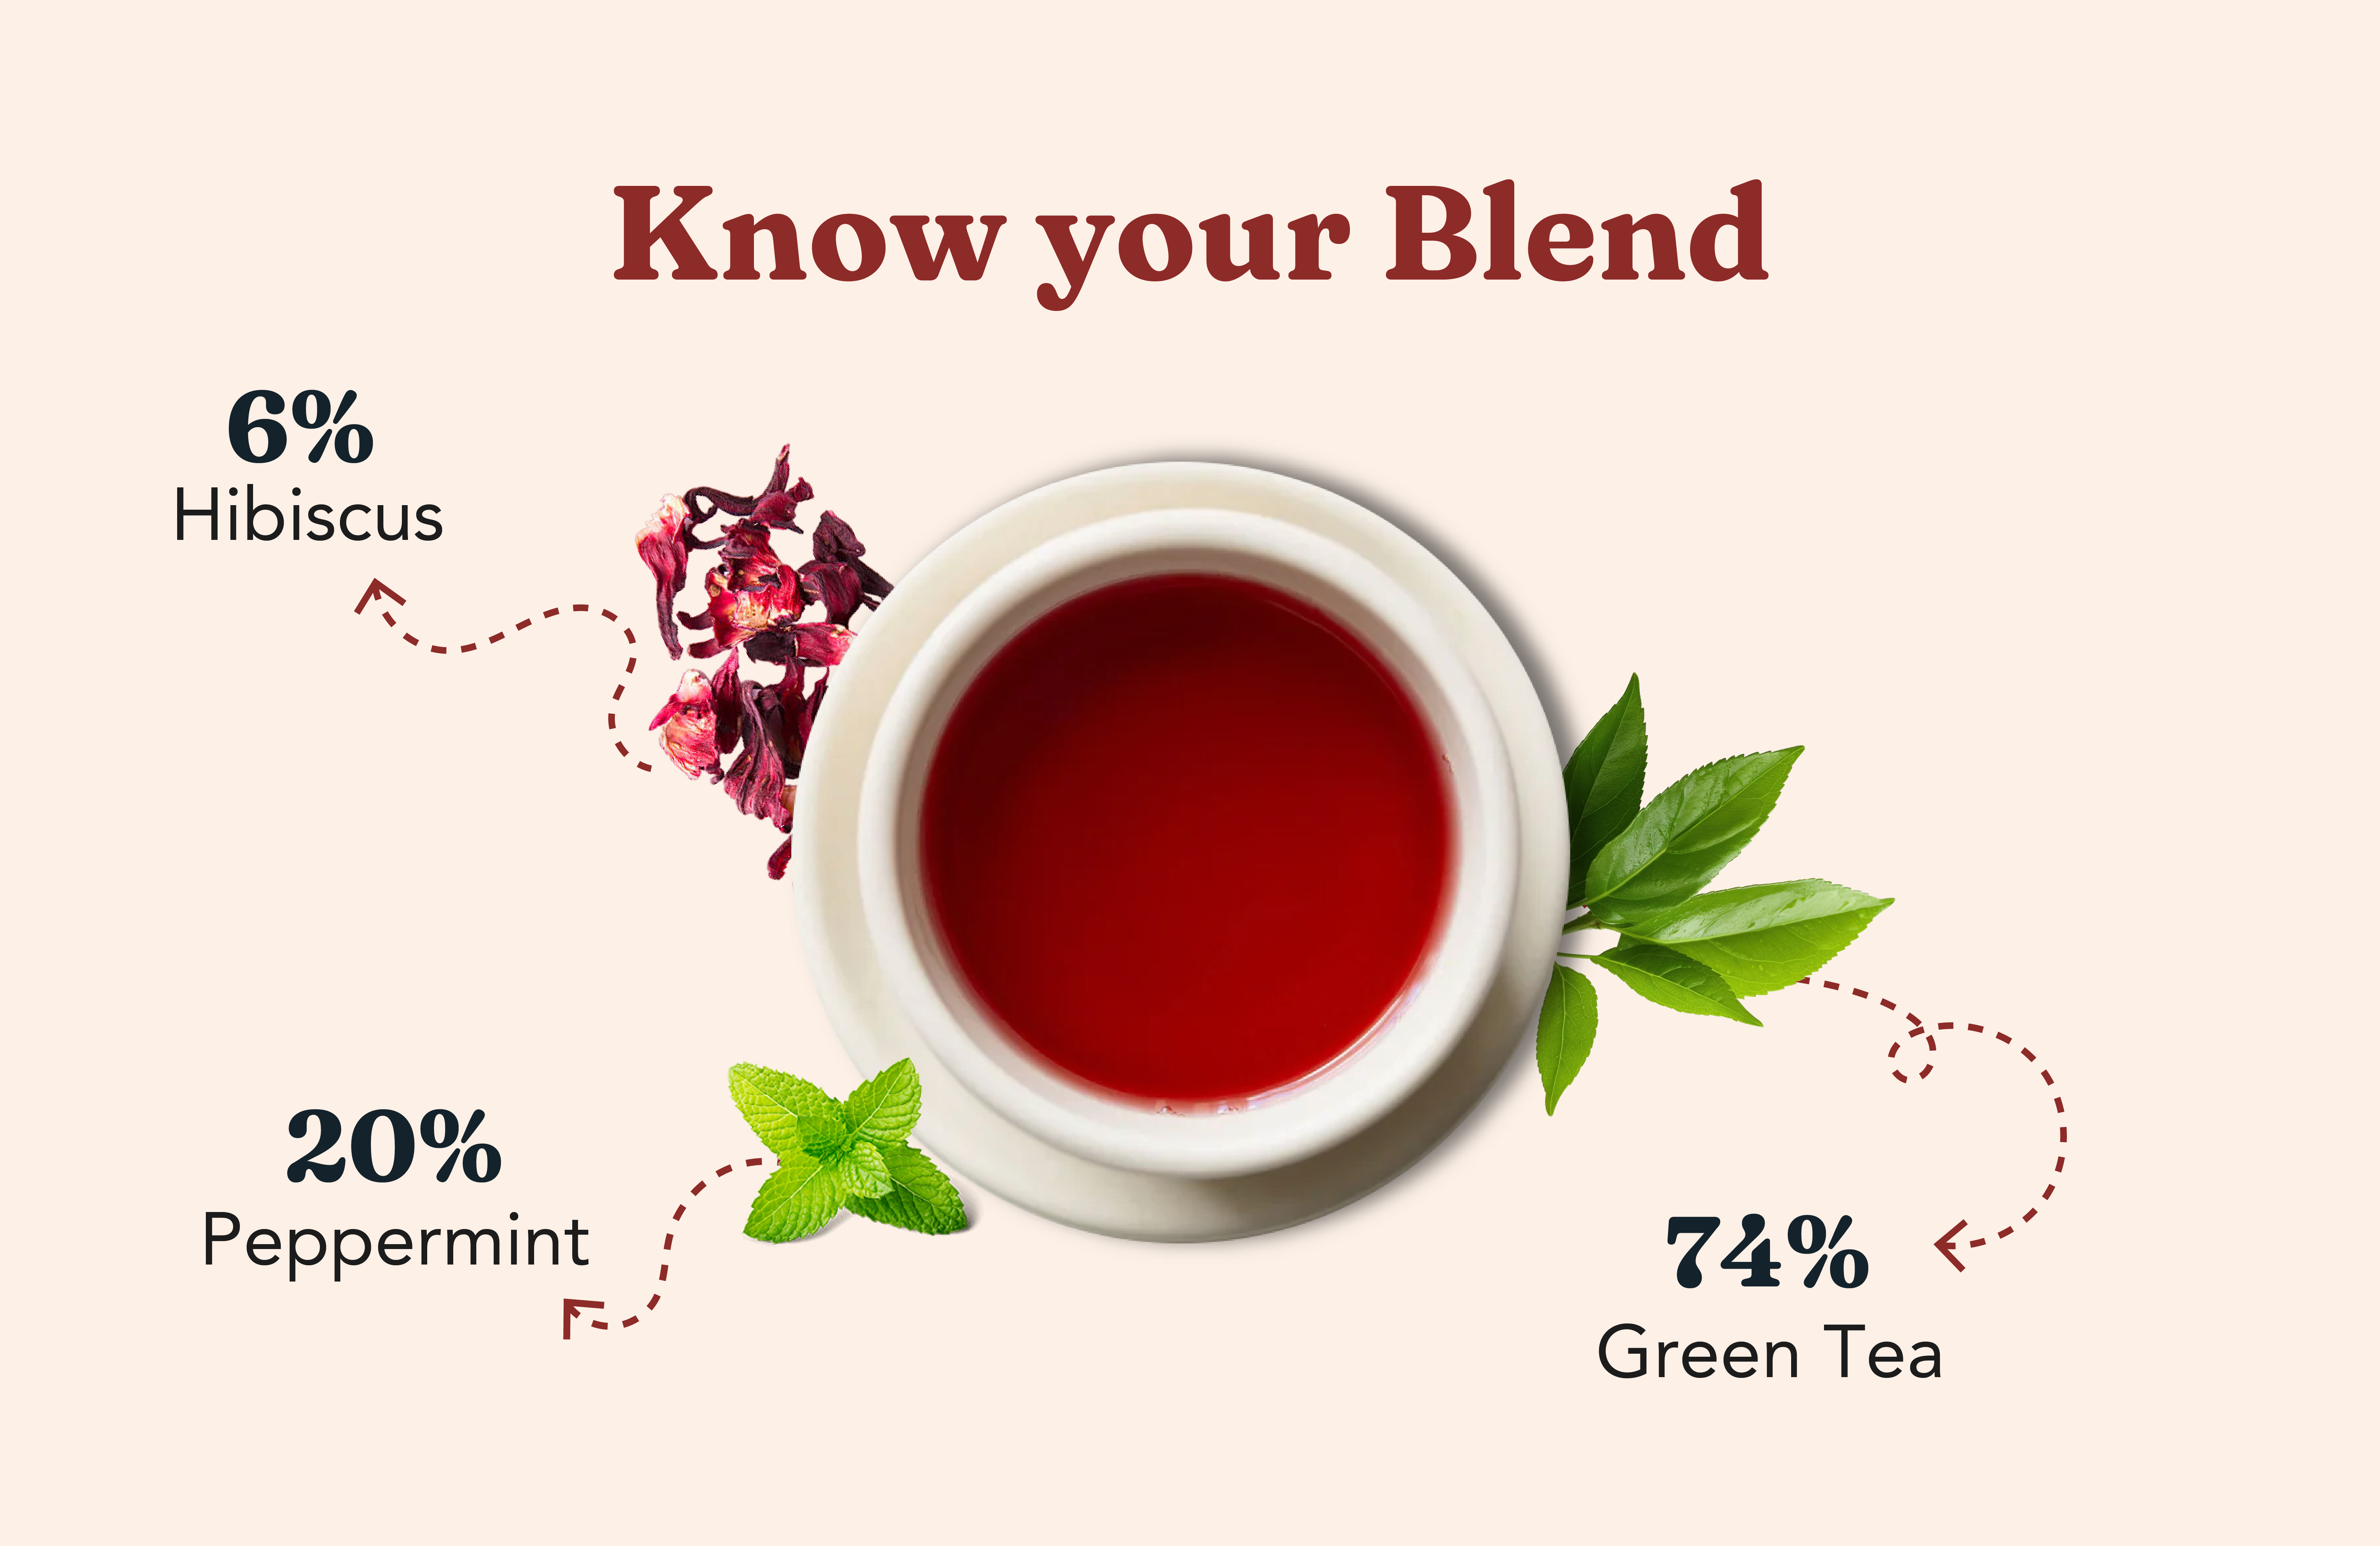 Know your Blend
6%
Hibiscus
20%
Peppermint
74%
Green Tea